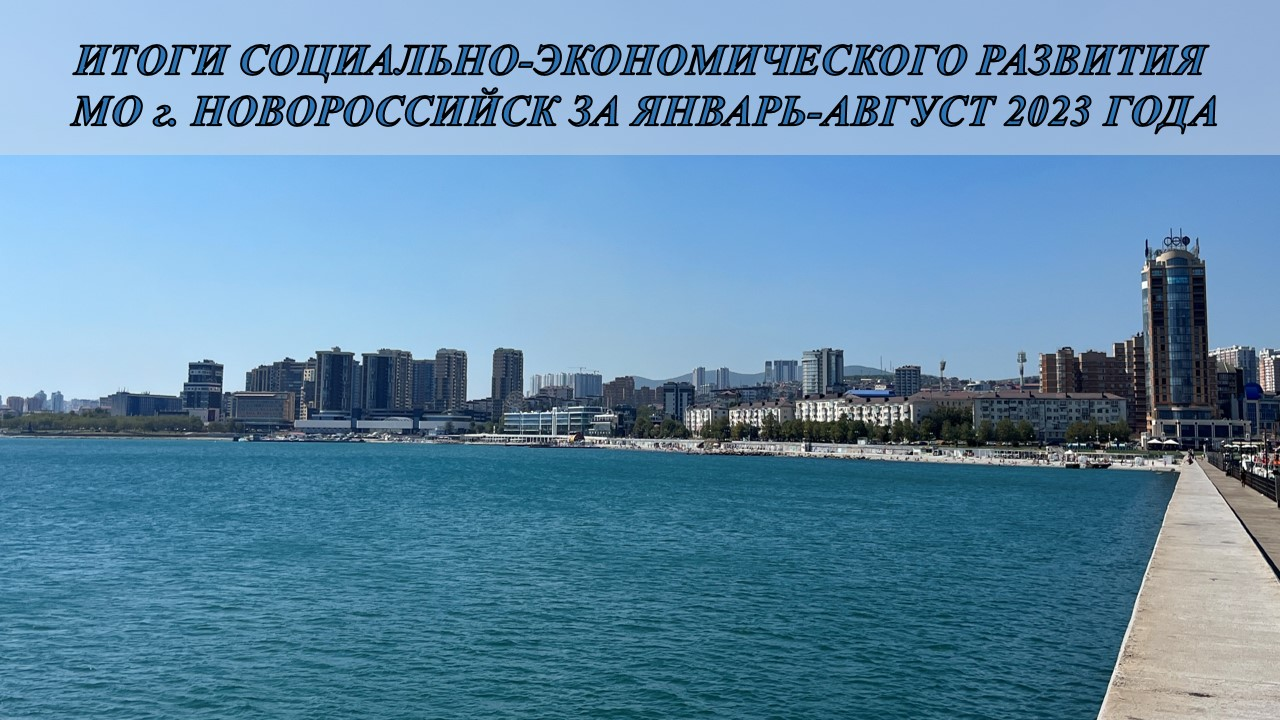 ИТОГИ СОЦИАЛЬНО-ЭКОНОМИЧЕСКОГО РАЗВИТИЯ
МО г. НОВОРОССИЙСК ЗА ЯНВАРЬ-АВГУСТ 2023 ГОДА